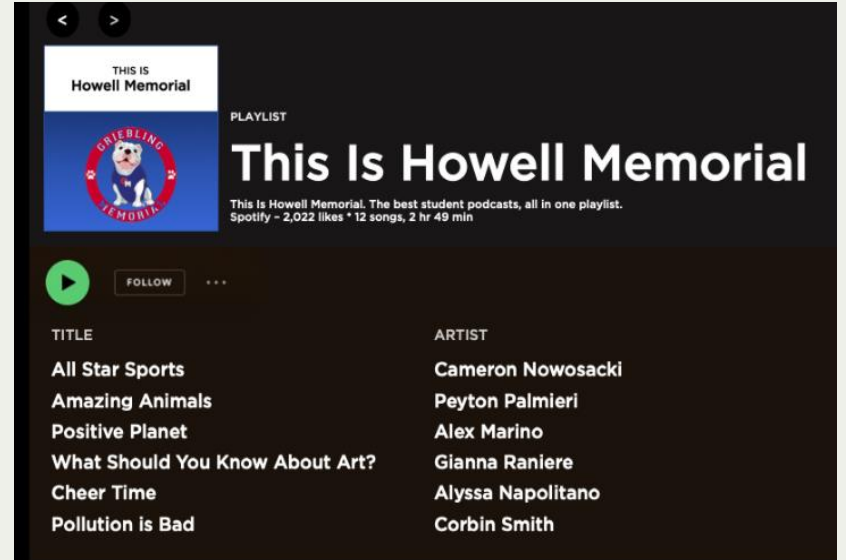 < >
THIS IS
Howell Memorial
GRIEBLING
MEMORIAL
PLAYLIST
This Is Howell Memorial
This Is Howell Memorial. The best student podcasts, all in one playlist.
Spotify – 2,022 likes * 12 songs, 2 hr 49 min
FOLLOW ...
TITLE ARTIST
All Star Sports Cameron Nowosacki
Amazing Animals Peyton Palmieri
Positive Planet Alex Marino
What Should You Know About Art? Gianna Raniere
Cheer Time Alyssa Napolitano
Pollution is Bad Corbin Smith